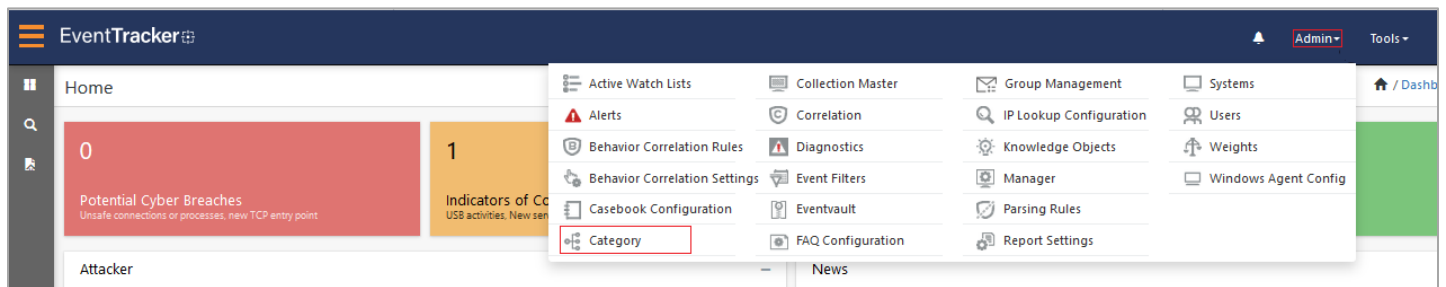 EventTracker
Admin
Tools
Home
/ Dashb
Active Watch Lists
Collection Master
Group Management
Systems
Alerts
Correlation
IP Lookup Configuration
Users
Behavior Correlation Rules
Diagnostics
Knowledge Objects
Weights
Behavior Correlation Settings
Event Filters
Manager
Windows Agent Config
Casebook Configuration
Eventvault
Parsing Rules
Category
FAQ Configuration
Report Settings
0
Potential Cyber Breaches
Unsafe connections or processes, new TCP entry point
1
Indicators of Co
USB activities, New ser
Attacker
News